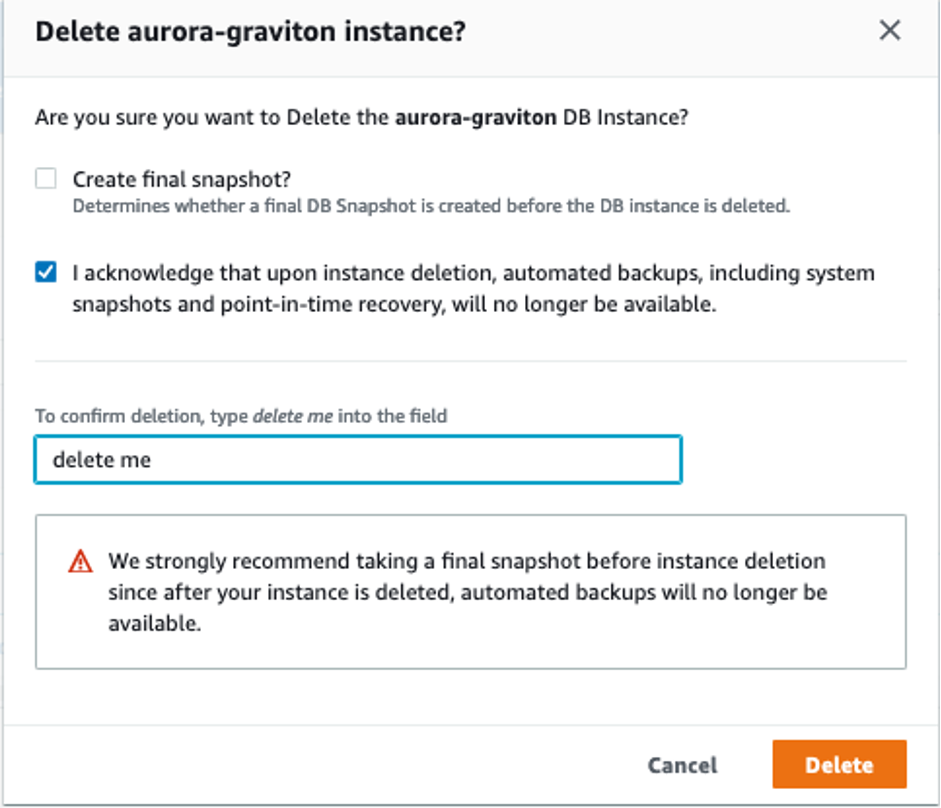 Delete aurora-graviton instance?
Are you sure you want to Delete the aurora-graviton DB Instance?
Create final snapshot?
Determines whether a final DB Snapshot is created before the DB instance is deleted.
I acknowledge that upon instance deletion, automated backups, including system
snapshots and point-in-time recovery, will no longer be available.
To confirm deletion, type delete me into the field
delete me
We strongly recommend taking a final snapshot before instance deletion
since after your instance is deleted, automated backups will no longer be
available.
Cancel
Delete